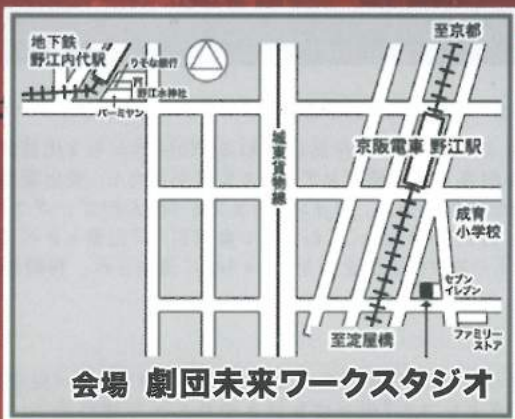 至京都
地下鉄
野江内代駅
りそな銀行
野江水神社
バーミヤン
城東貨物線
京阪電車 野江駅
成育
小学校
セブン
イレブン
至淀屋橋
ファミリー
ストア
会場 劇団未来ワークスタジオ